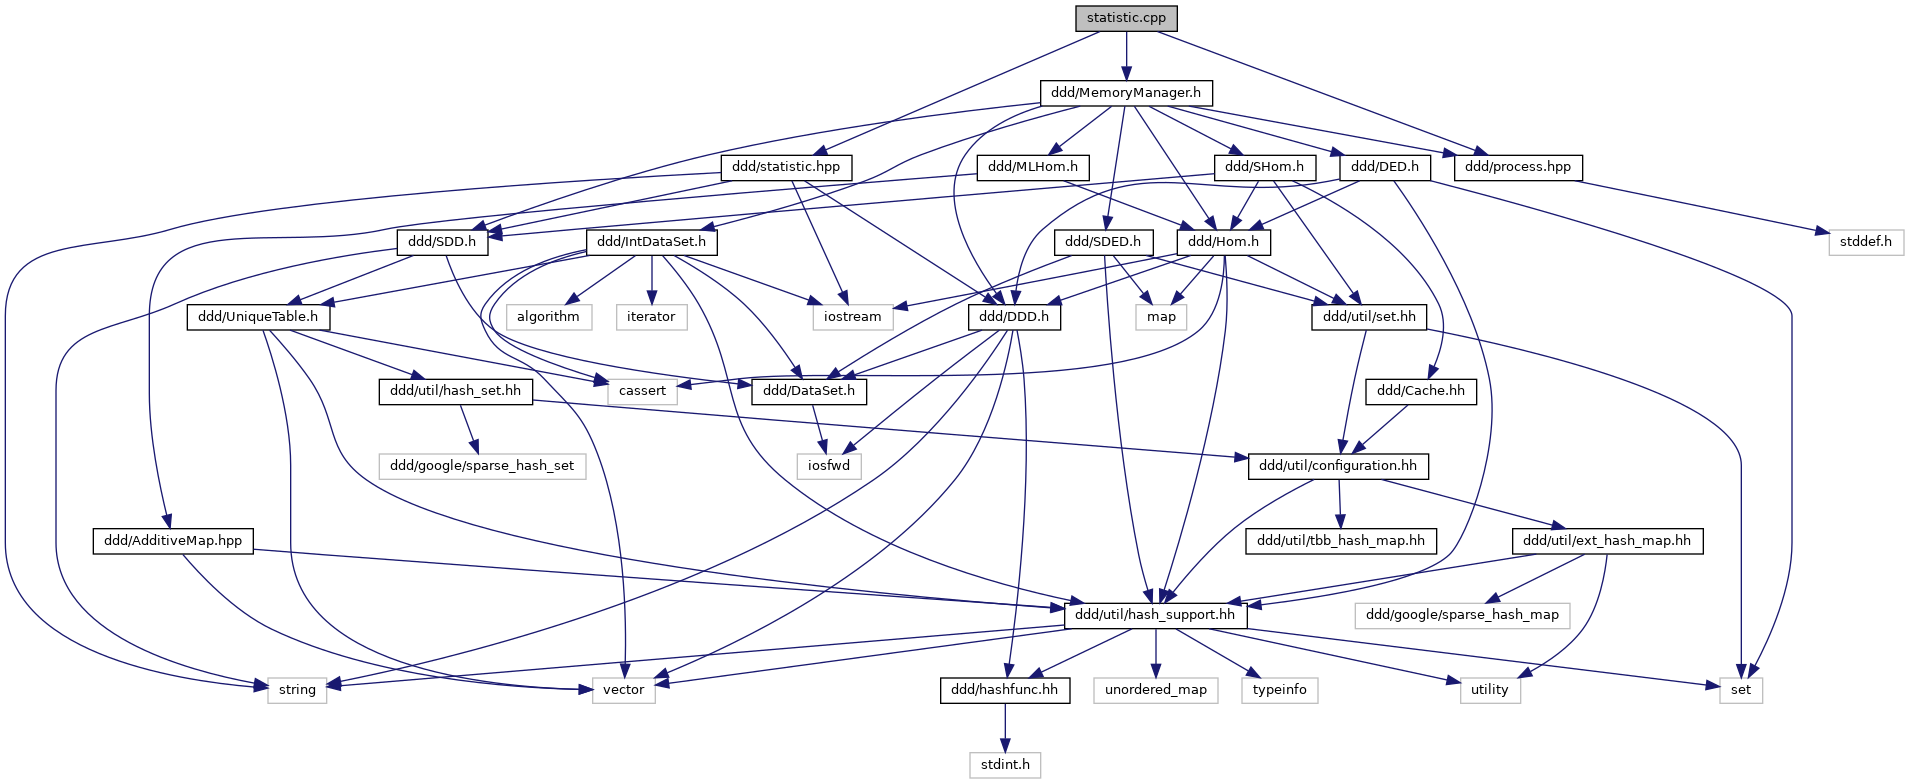 statistic.cpp
ddd/MemoryManager.h
ddd/statistic.hpp
ddd/MLHom.h
ddd/SHom.h
ddd/DED.h
ddd/process.hpp
ddd/SDD.h
ddd/IntDataSet.h
ddd/SDED.h
ddd/Hom.h
stddef.h
ddd/UniqueTable.h
algorithm
iterator
iostream
ddd/DDD.h
map
ddd/util/set.hh
ddd/util/hash_set.hh
cassert
ddd/DataSet.h
ddd/Cache.hh
ddd/google/sparse_hash_set
iosfwd
ddd/util/configuration.hh
ddd/AdditiveMap.hpp
ddd/util/tbb_hash_map.hh
ddd/util/ext_hash_map.hh
ddd/util/hash_support.hh
ddd/google/sparse_hash_map
string
vector
ddd/hashfunc.hh
unordered_map
typeinfo
utility
set
stdint.h